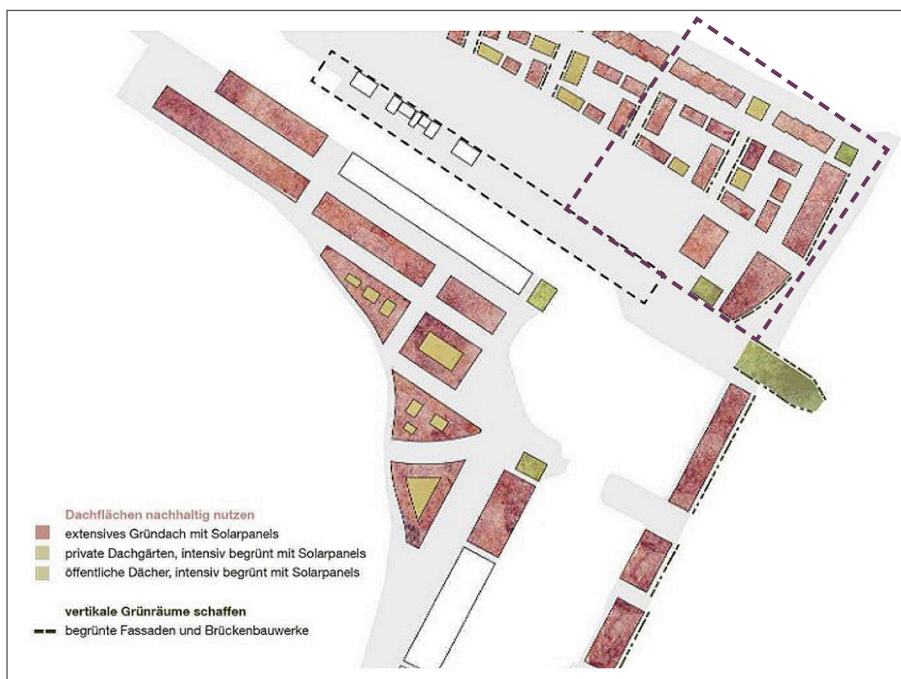 Dachflächen nachhaltig nutzen
extensives Gründach mit Solarpanels
private Dachgärten, intensiv begrünt mit Solarpanels
öffentliche Dächer, intensiv begrünt mit Solarpanels
vertikale Grünräume schaffen
begrünte Fassaden und Brückenbauwerke